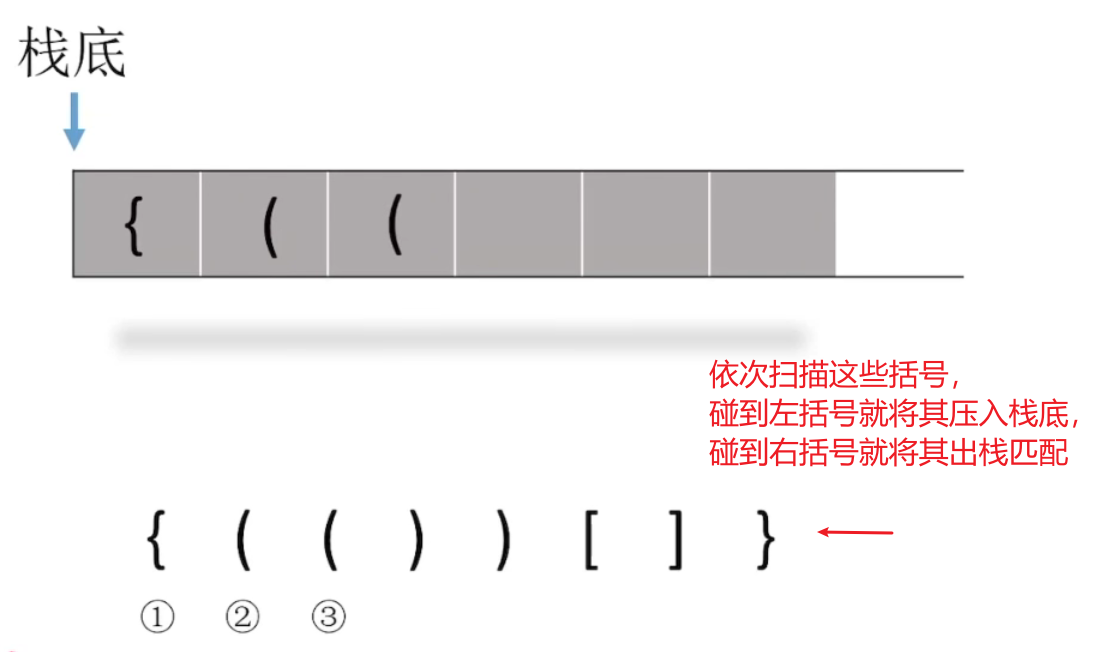 栈底
{ ( (
依次扫描这些括号，
碰到左括号就将其压入栈底，
碰到右括号就将其出栈匹配
{ ( ( ) ) [ ] }
① ② ③